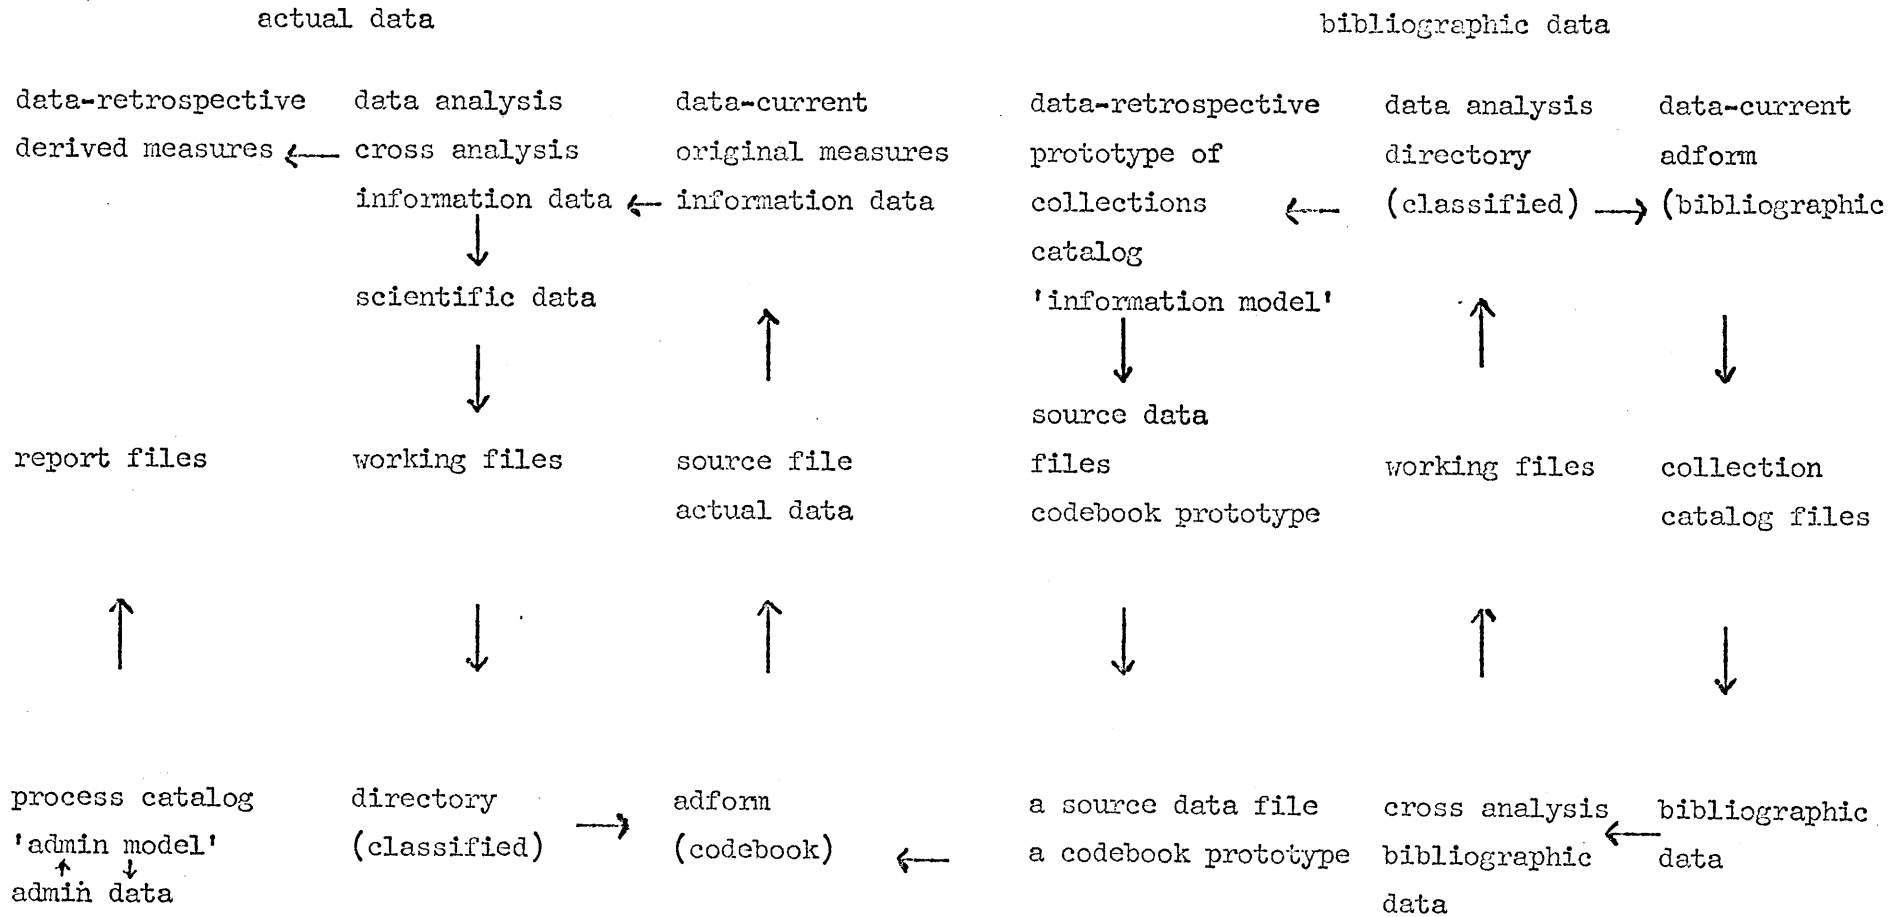 actual data
bibliographic data
data-retrospective
derived measures
data analysis
cross analysis
information data
scientific data
data-current
original measures
information data
data-retrospective
prototype of
collections
catalog
'information model'
data analysis
directory
(classified)
data-current
adform
(bibliographic
report files
working files
source file
actual data
source data
files
codebook prototype
working files
collection
catalog files
process catalog
'admin model'
admin data
directory
(classified)
adform
(codebook)
a source data file
a codebook prototype
cross analysis
bibliographic
data
bibliographic
data